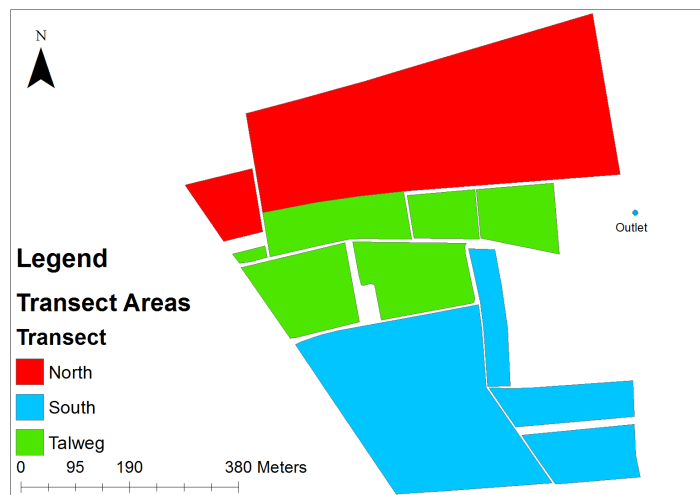 N
Outlet
Legend
Transect Areas
Transect
North
South
Talweg
0 95 190 380 Meters